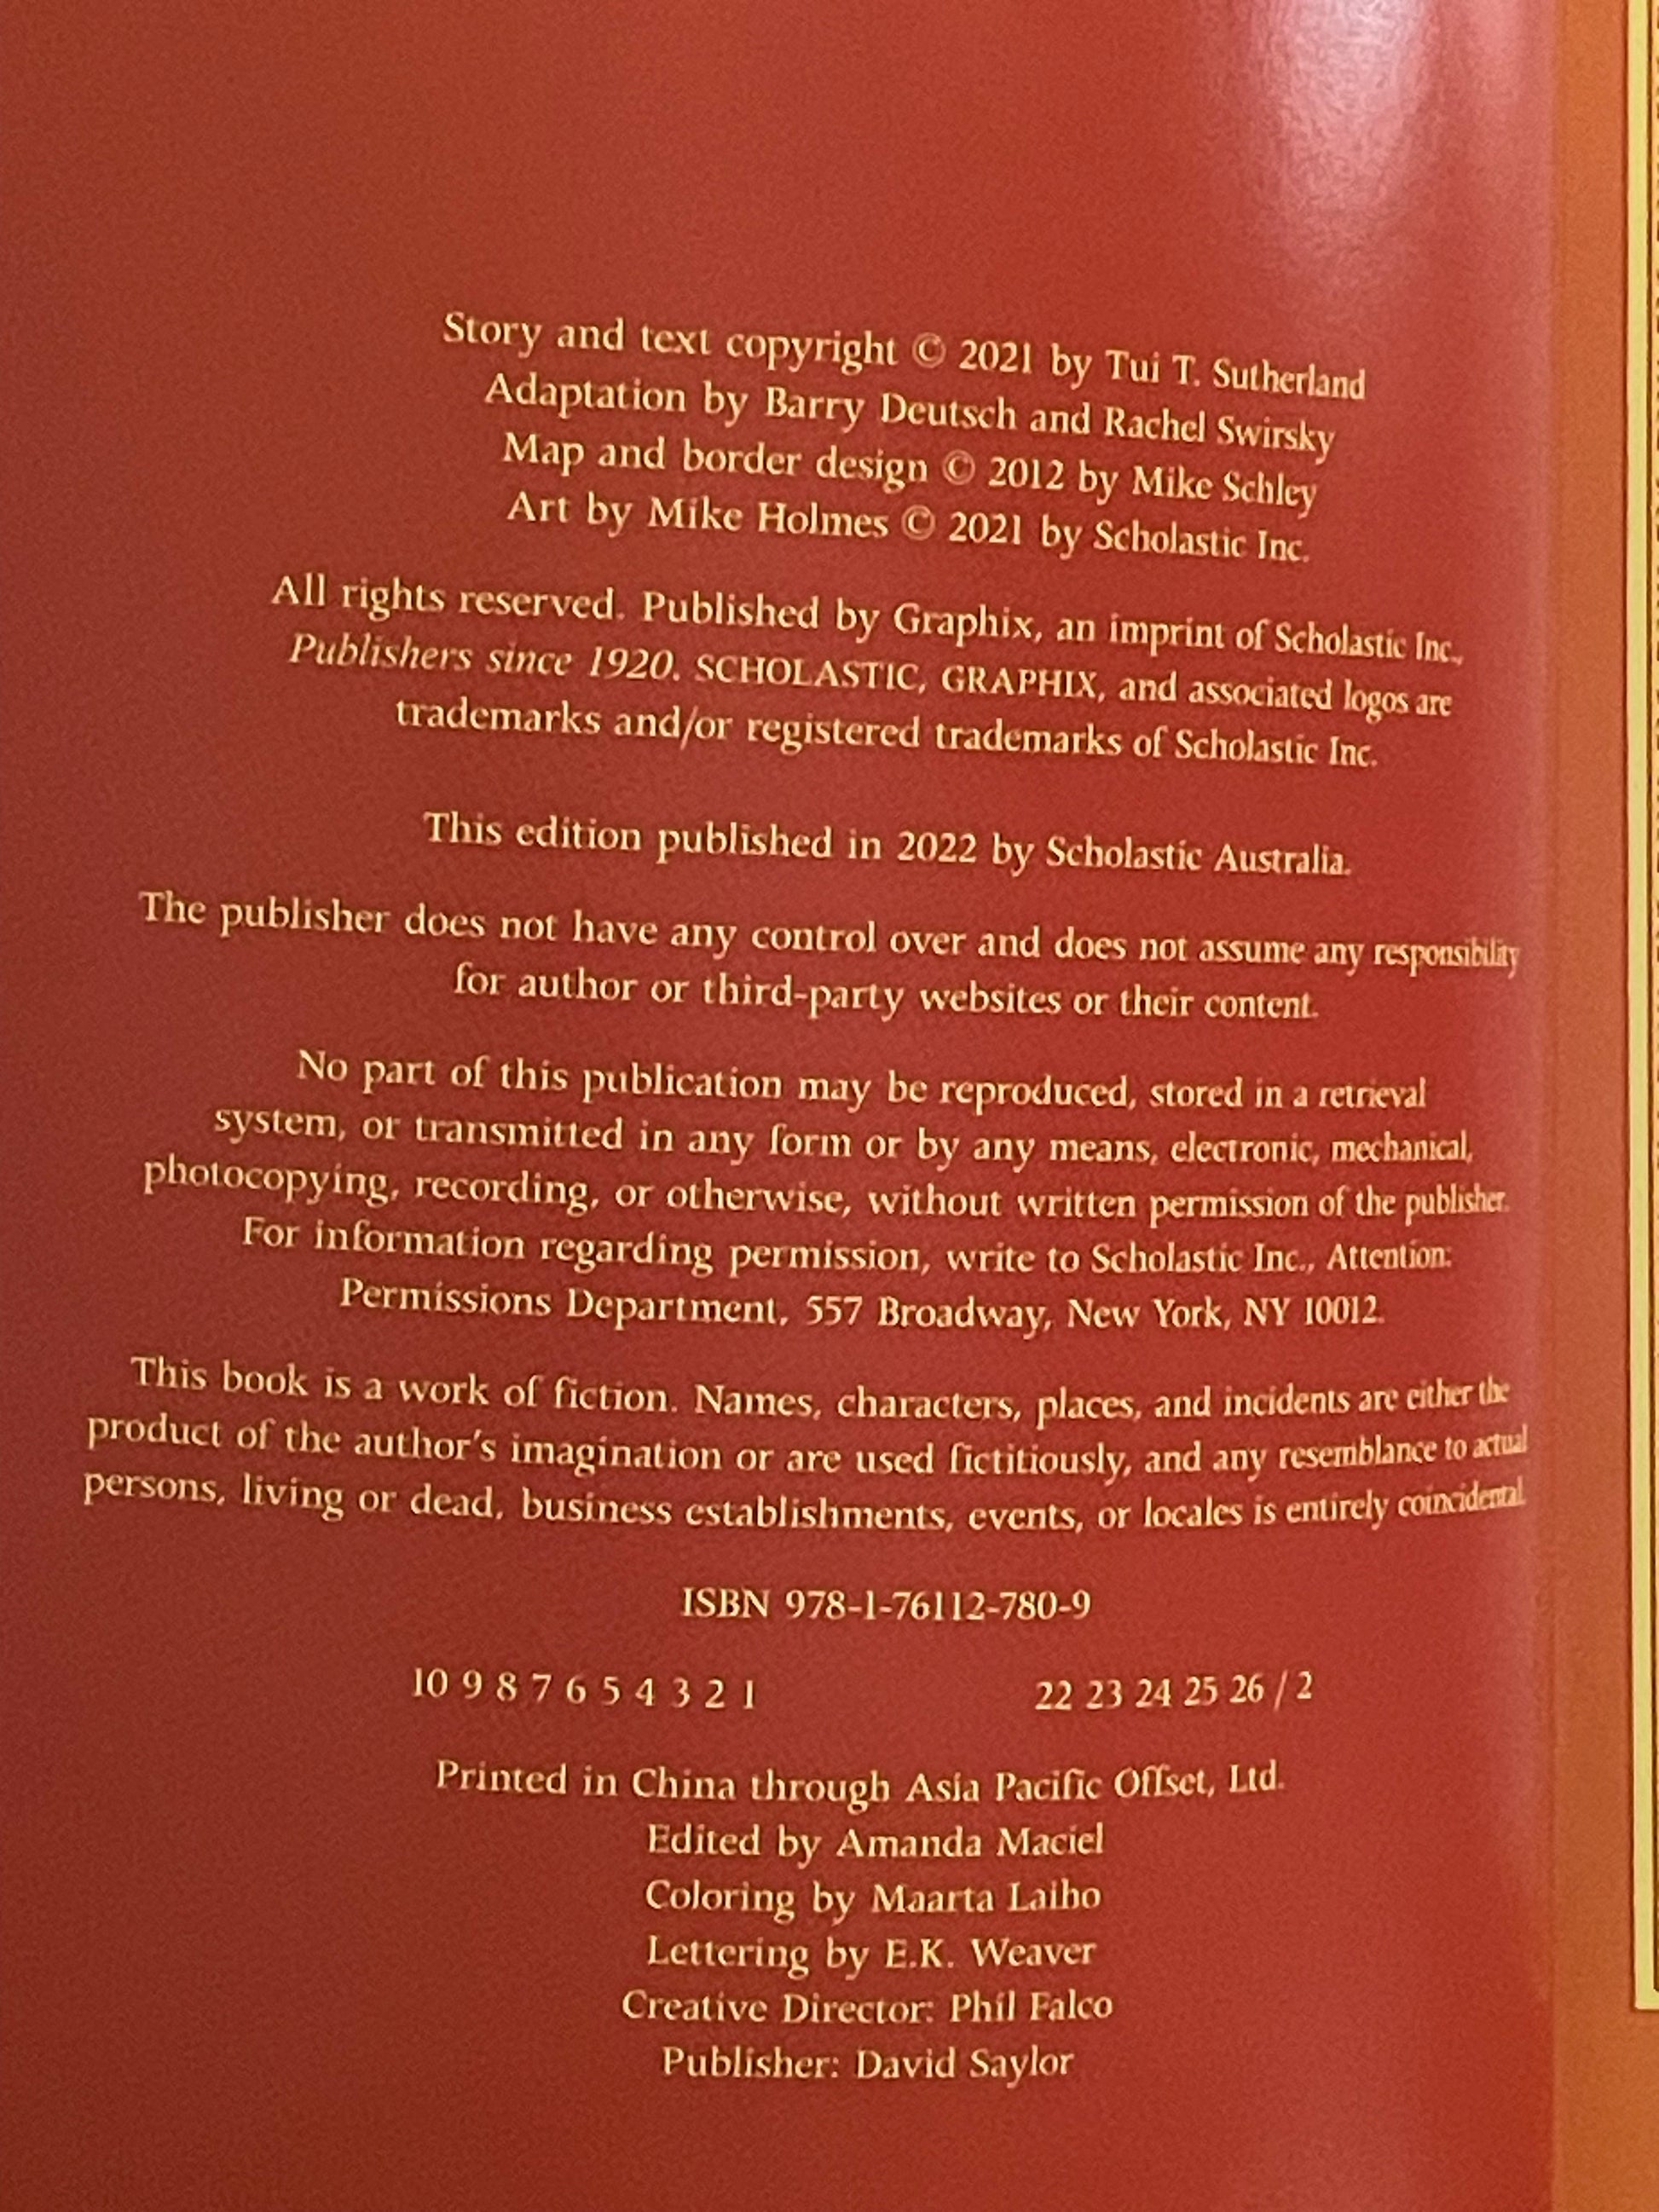 Story and text copyright © 2021 by Tui T. Sutherland
Adaptation by Barry Deutsch and Rachel Swirsky
Map and border design © 2012 by Mike Schley
Art by Mike Holmes © 2021 by Scholastic Inc.
All rights reserved. Published by Graphix, an imprint of Scholastic Inc.,
Publishers since 1920. SCHOLASTIC, GRAPHIX, and associated logos are
trademarks and/or registered trademarks of Scholastic Inc.
This edition published in 2022 by Scholastic Australia.
The publisher does not have any control over and does not assume any responsibility
for author or third-party websites or their content.
No part of this publication may be reproduced, stored in a retrieval
system, or transmitted in any form or by any means, electronic, mechanical,
photocopying, recording, or otherwise, without written permission of the publisher.
For information regarding permission, write to Scholastic Inc., Attention:
Permissions Department, 557 Broadway, New York, NY 10012.
This book is a work of fiction. Names, characters, places, and incidents are either the
product of the author's imagination or are used fictitiously, and any resemblance to actual
persons, living or dead, business establishments, events, or locales is entirely coincidental.
ISBN 978-1-76112-780-9
10 9 8 7 6 5 4 3 2 1 22 23 24 25 26 / 2
Printed in China through Asia Pacific Offset, Ltd.
Edited by Amanda Maciel
Coloring by Maarta Laiho
Lettering by E.K. Weaver
Creative Director: Phil Falco
Publisher: David Saylor